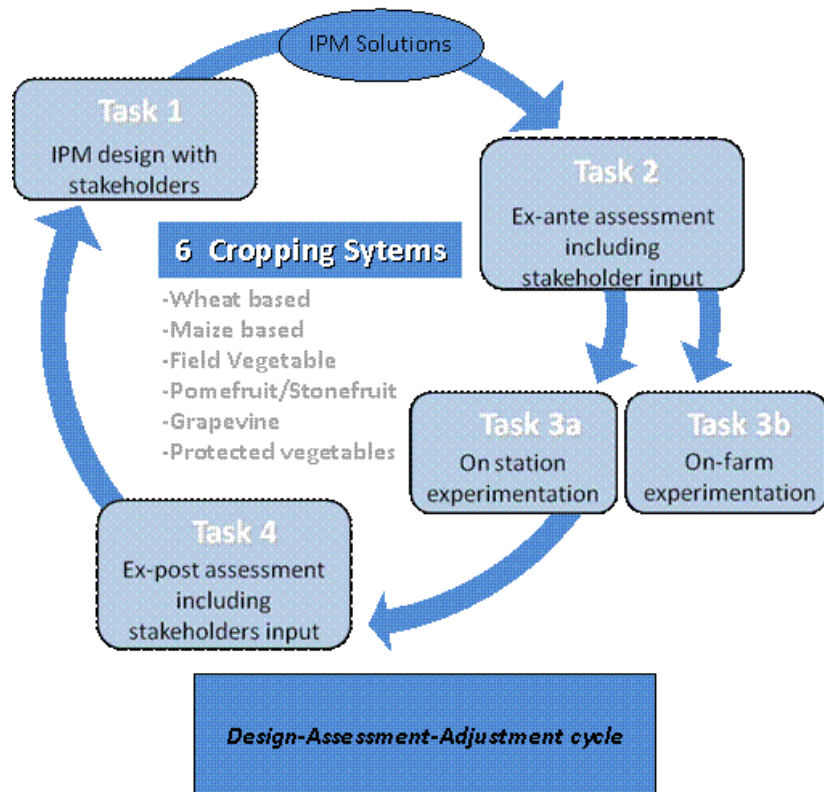 IPM Solutions
Task 1
IPM design with
stakeholders
Task 2
Ex-ante assessment
including
stakeholder input
6 Cropping Sytems
-Wheat based
-Maize based
-Field Vegetable
-Pomefruit/Stonefruit
-Grapevine
-Protected vegetables
Task 3a
On station
experimentation
Task 3b
On-farm
experimentation
Task 4
Ex-post assessment
including
stakeholders input
Design-Assessment-Adjustment cycle